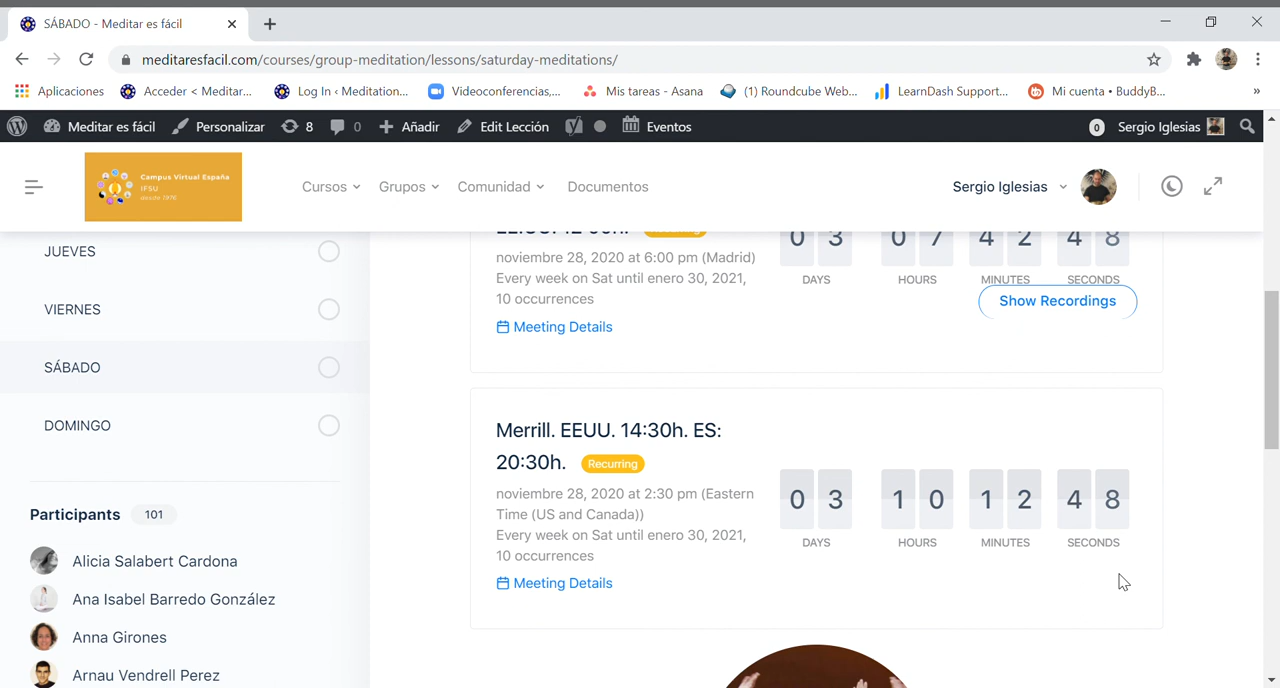 SÁBADO - Meditar es fácil
meditaresfacil.com/courses/group-meditation/lessons/saturday-meditations/
Aplicaciones
Acceder < Meditar...
Log In ‹ Meditation...
Videoconferencias,...
Mis tareas - Asana
(1) Roundcube Web...
LearnDash Support...
Mi cuenta • BuddyB...
»
Meditar es fácil
Personalizar
8
0
Añadir
Edit Lección
Eventos
0
Sergio Iglesias
Campus Virtual España
IFSU
desde 1976
Cursos
Grupos
Comunidad
Documentos
Sergio Iglesias
JUEVES
VIERNES
SÁBADO
DOMINGO
Participants 101
Alicia Salabert Cardona
Ana Isabel Barredo González
Anna Girones
Arnau Vendrell Perez
noviembre 28, 2020 at 6:00 pm (Madrid)
Every week on Sat until enero 30, 2021,
10 occurrences
Meeting Details
0 3 0 7 4 2 4 8
DAYS HOURS MINUTES SECONDS
Show Recordings
Merrill. EEUU. 14:30h. ES:
20:30h. Recurring
noviembre 28, 2020 at 2:30 pm (Eastern
Time (US and Canada))
Every week on Sat until enero 30, 2021,
10 occurrences
Meeting Details
0 3 1 0 1 2 4 8
DAYS HOURS MINUTES SECONDS